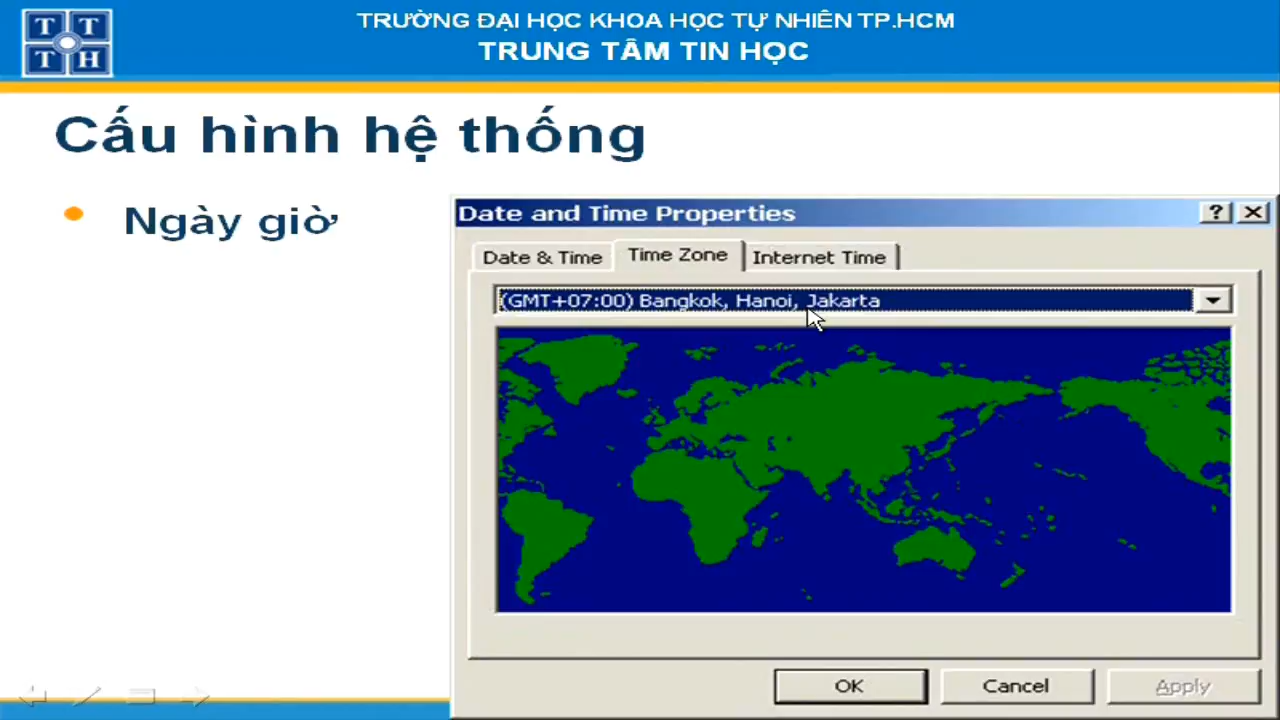 T T
T H
TRƯỜNG ĐẠI HỌC KHOA HỌC TỰ NHIÊN TP.HCM
TRUNG TÂM TIN HỌC
Cấu hình hệ thống
Ngày giờ
Date and Time Properties
Date & Time
Time Zone
Internet Time
(GMT+07:00) Bangkok, Hanoi, Jakarta
OK
Cancel
Apply